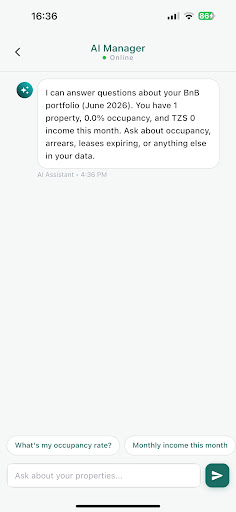 16:36
86
AI Manager
Online
I can answer questions about your BnB
portfolio (June 2026). You have 1
property, 0.0% occupancy, and TZS 0
income this month. Ask about occupancy,
arrears, leases expiring, or anything else
in your data.
AI Assistant • 4:36 PM
What's my occupancy rate?
Monthly income this month
Ask about your properties...